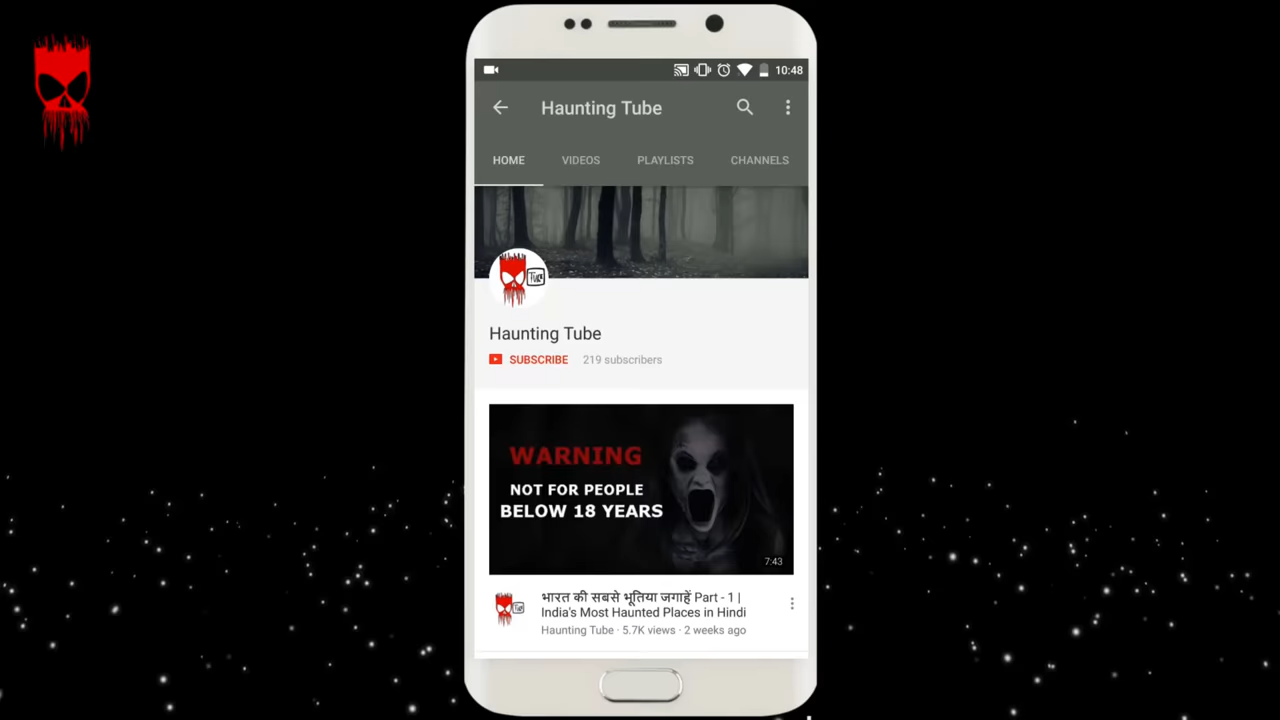 10:48
Haunting Tube
HOME VIDEOS PLAYLISTS CHANNELS
TUBE
Haunting Tube
SUBSCRIBE 219 subscribers
WARNING
NOT FOR PEOPLE
BELOW 18 YEARS
7:43
भारत की सबसे भूतिया जगाहें Part - 1 |
India's Most Haunted Places in Hindi
Haunting Tube · 5.7K views · 2 weeks ago